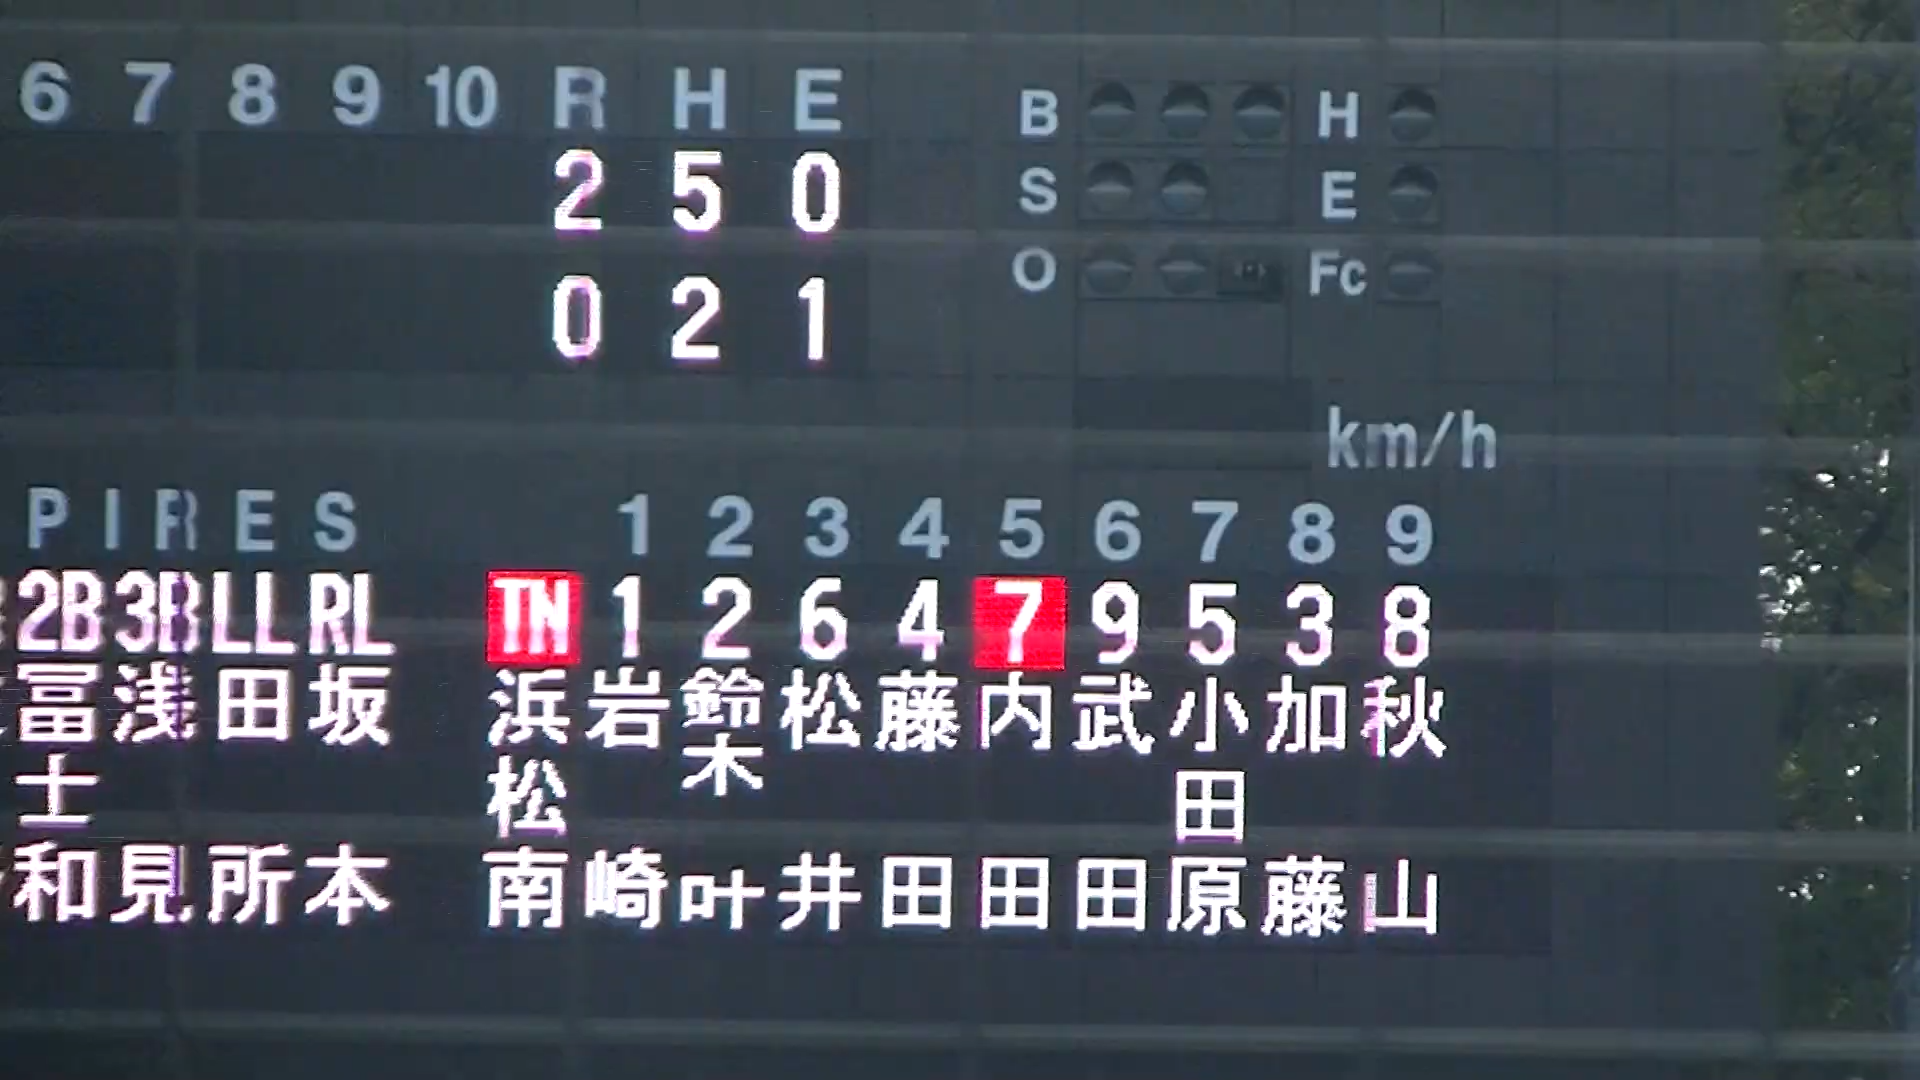 6 7 8 9 10 R H E B H
2 5 0 S E
0 2 1 O Fc
km/h
PIRES 1 2 3 4 5 6 7 8 9
2B 3B LL RL TN 1 2 6 4 7 9 5 3 8
冨 浅 田 坂 浜 岩 鈴 松 藤 内 武 小 加 秋
士 松 木 田
和 見 所 本 南 崎 叶 井 田 田 田 原 藤 山